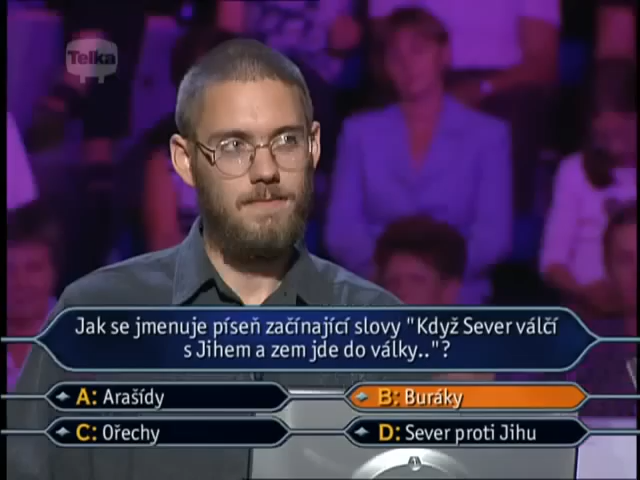 Telka
Jak se jmenuje píseň začínající slovy "Když Sever válčí
s Jihem a zem jde do války.."?
A: Arašídy
B: Buráky
C: Ořechy
D: Sever proti Jihu